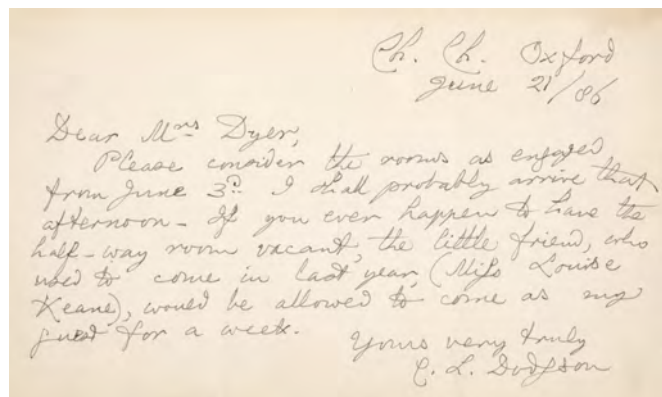 Ch. Ch. Oxford
June 21/86
Dear Mrs Dyer,
Please consider the rooms as engaged
from June 3d. I shall probably arrive that
afternoon – If you ever happen to have the
half-way room vacant, the little friend, who
used to come in last year, (Miss Louise
Keane), would be allowed to come as my
guest for a week.
Yours very truly
C. L. Dodgson